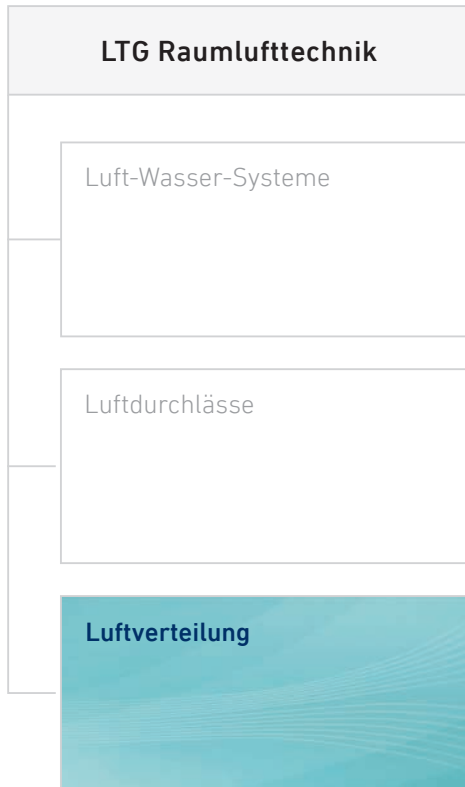 LTG Raumlufttechnik
Luft-Wasser-Systeme
Luftdurchlässe
Luftverteilung